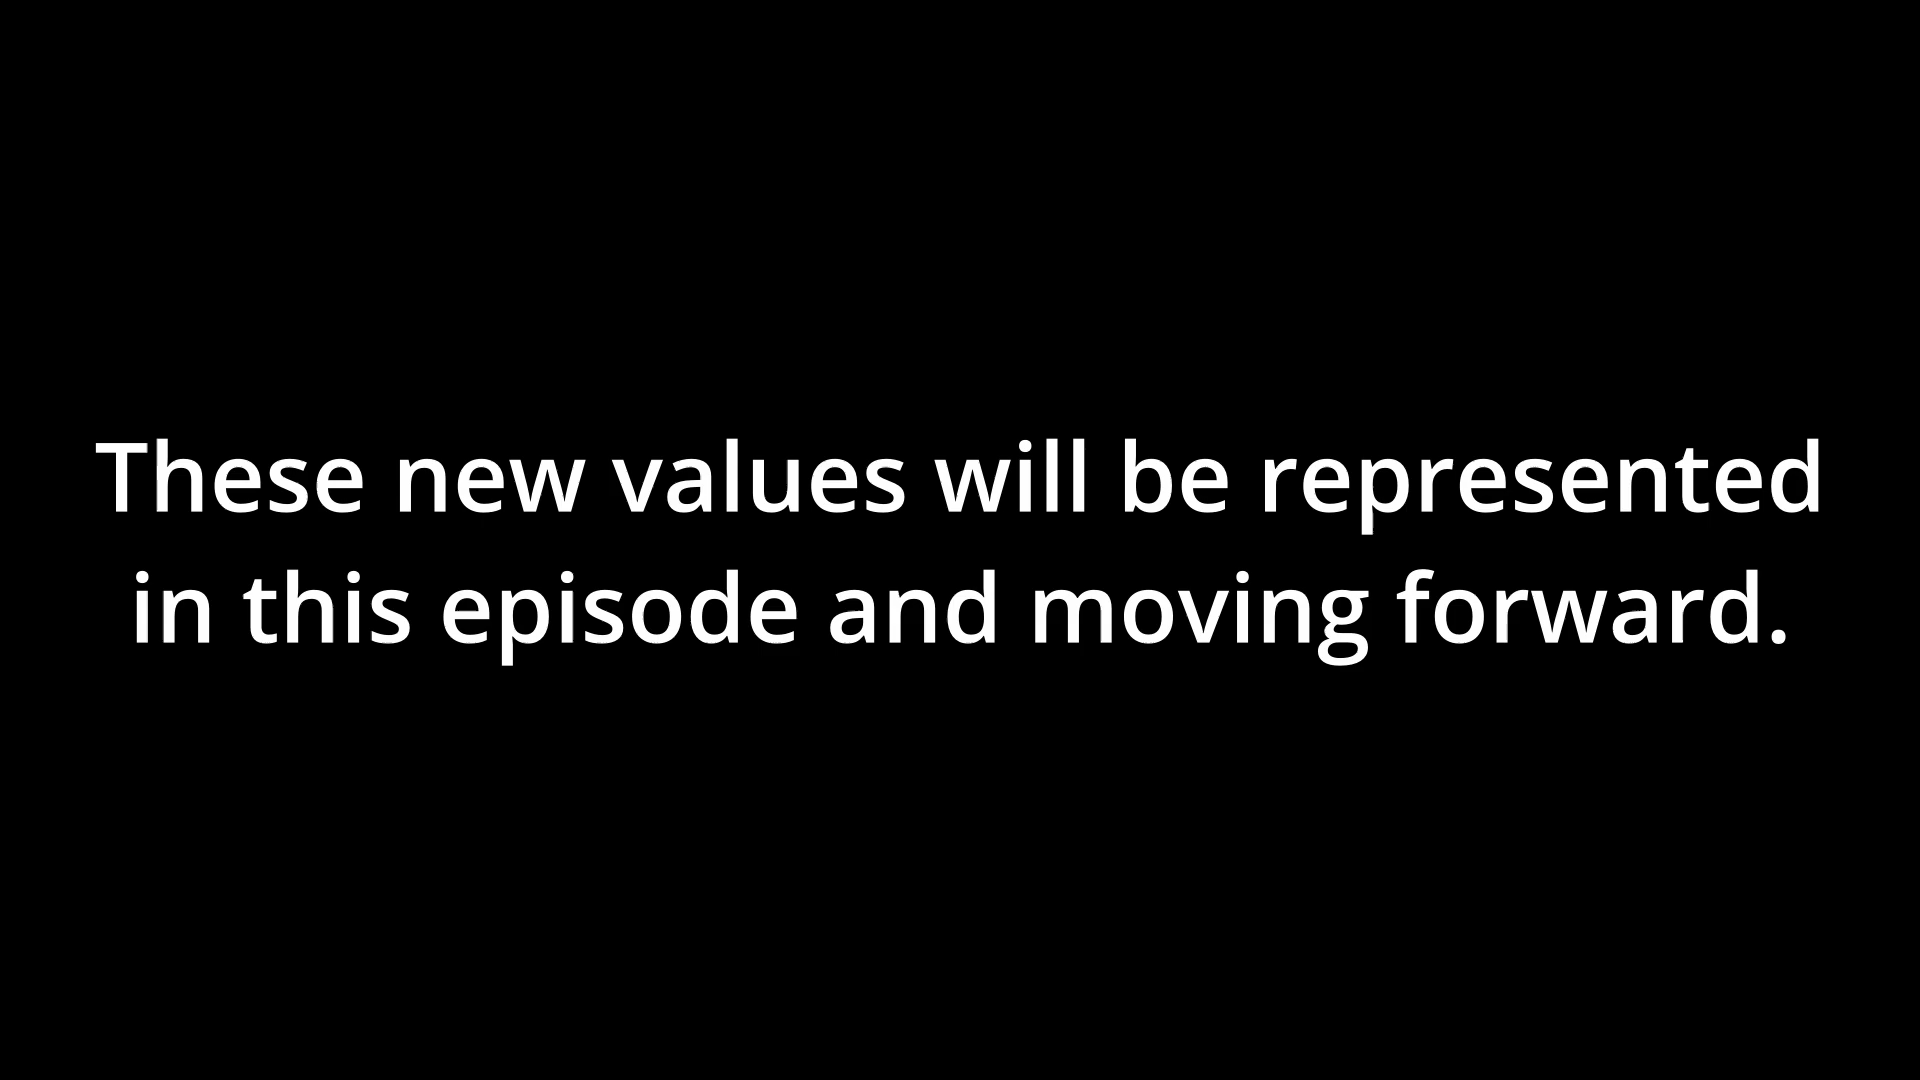 These new values will be represented
in this episode and moving forward.